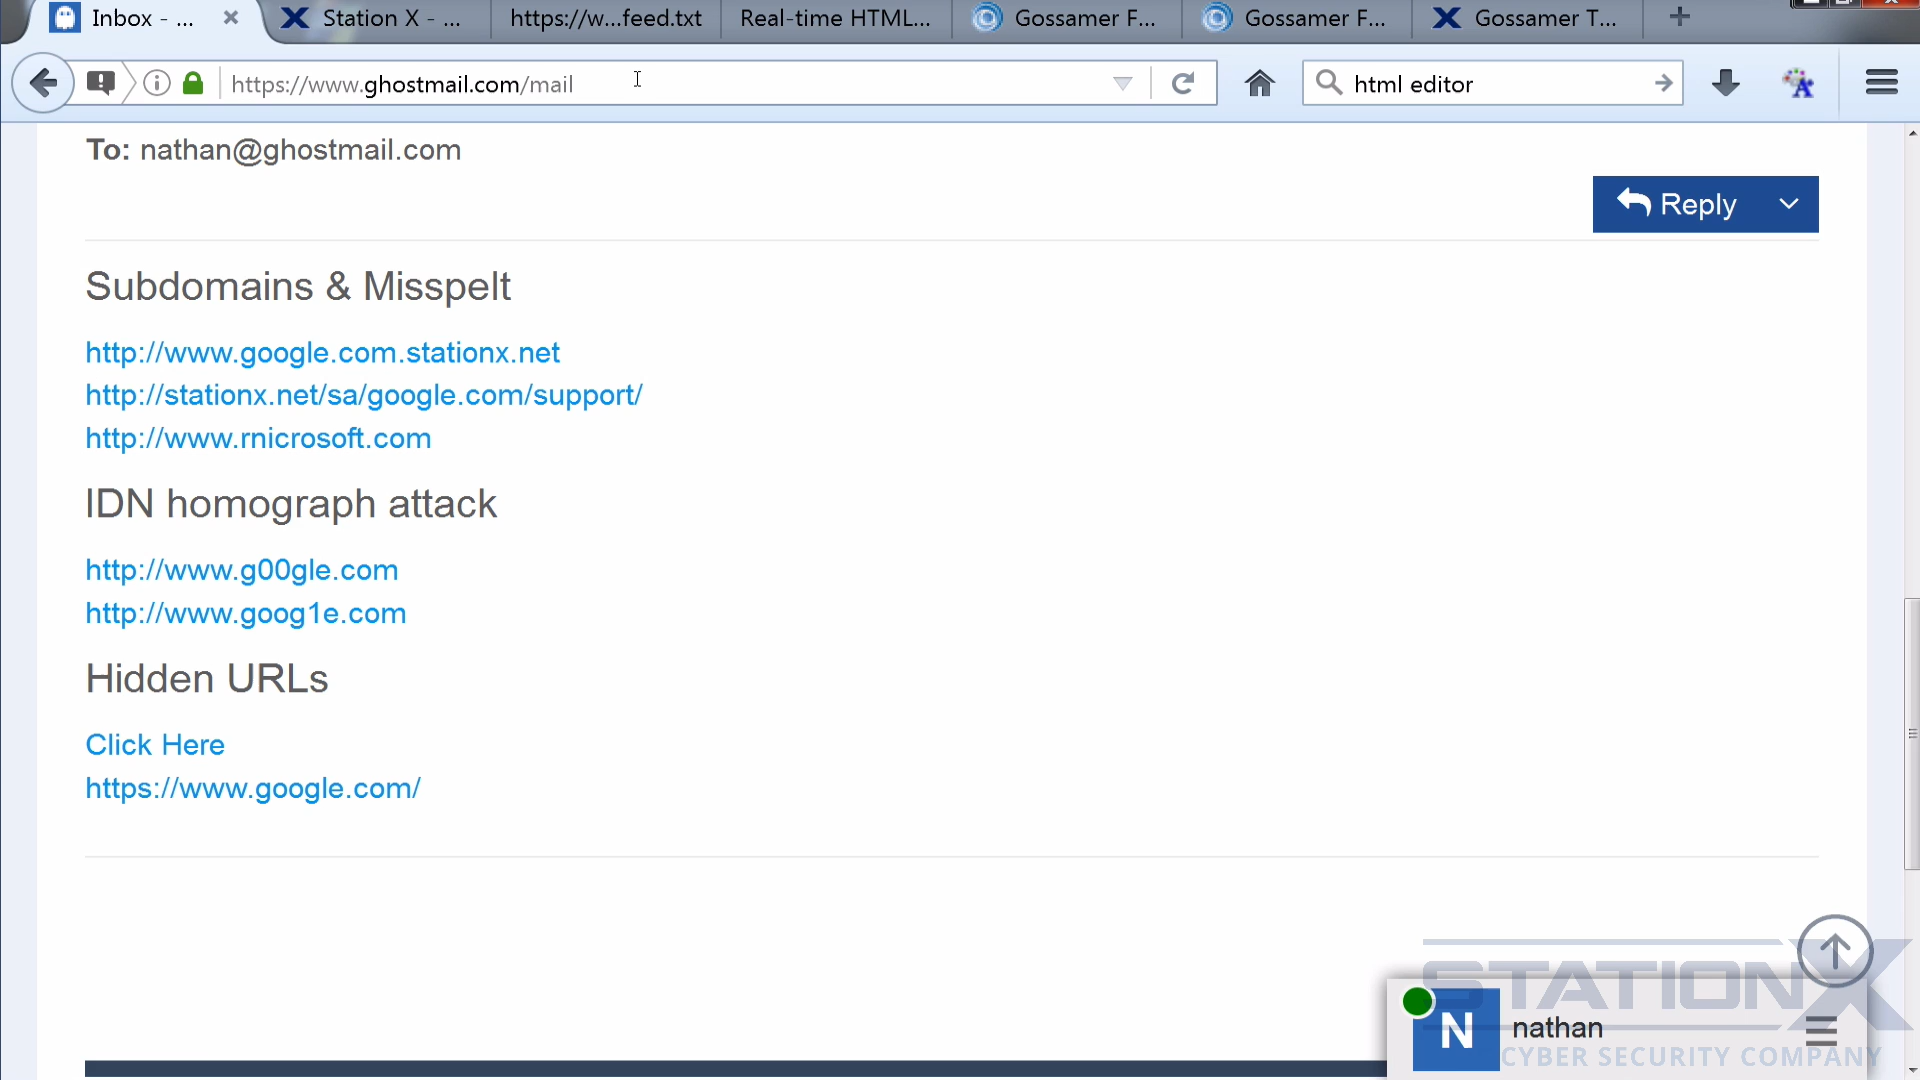 Inbox - ...
Station X - ...
https://w...feed.txt
Real-time HTML...
Gossamer F...
Gossamer F...
Gossamer T...
https://www.ghostmail.com/mail
html editor
To: nathan@ghostmail.com
Reply
Subdomains & Misspelt
http://www.google.com.stationx.net
http://stationx.net/sa/google.com/support/
http://www.rnicrosoft.com
IDN homograph attack
http://www.g00gle.com
http://www.goog1e.com
Hidden URLs
Click Here
https://www.google.com/
STATIONX
N
nathan
CYBER SECURITY COMPANY